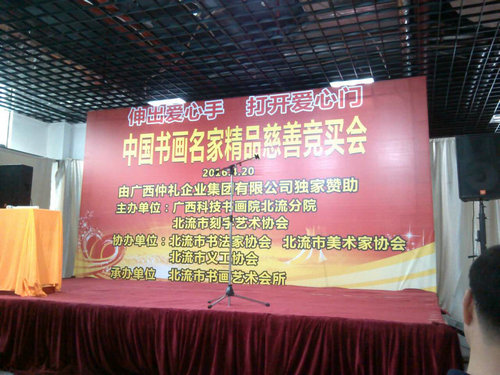 伸出爱心手 打开爱心门
中国书画名家精品慈善竞买会
2016.4.20
由广西仲礼企业集团有限公司独家赞助
主办单位：广西科技书画院北流分院
北流市刻字艺术协会
协办单位：北流市书法家协会 北流市美术家协会
北流市义工协会
承办单位 北流市书画艺术会所